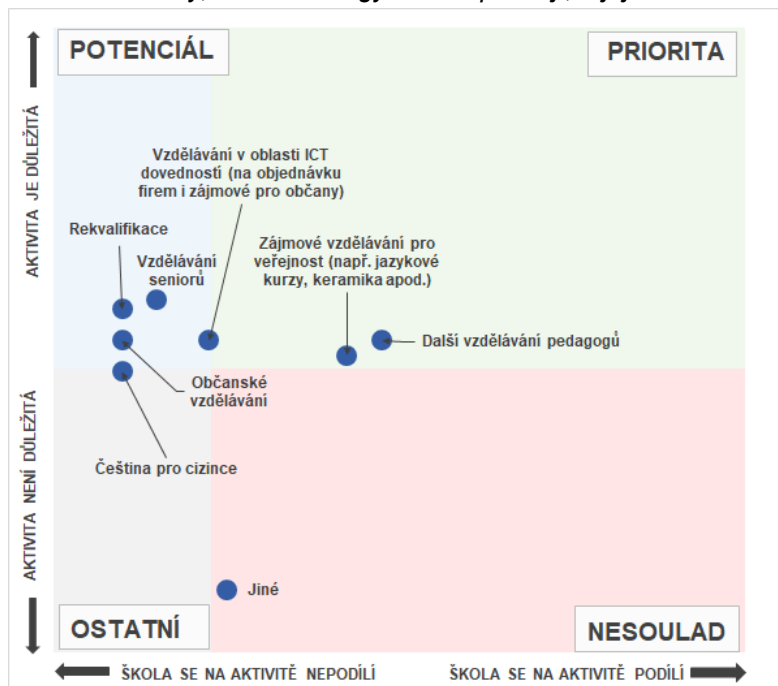 POTENCIÁL
PRIORITA
AKTIVITA JE DŮLEŽITÁ
Vzdělávání v oblasti ICT
dovedností (na objednávku
firem i zájmové pro občany)
Rekvalifikace
Vzdělávání
seniorů
Zájmové vzdělávání pro
veřejnost (např. jazykové
kurzy, keramika apod.)
Další vzdělávání pedagogů
Občanské
vzdělávání
Čeština pro cizince
AKTIVITA NENÍ DŮLEŽITÁ
Jiné
OSTATNÍ
NESOULAD
ŠKOLA SE NA AKTIVITĚ NEPODÍLÍ
ŠKOLA SE NA AKTIVITĚ PODÍLÍ